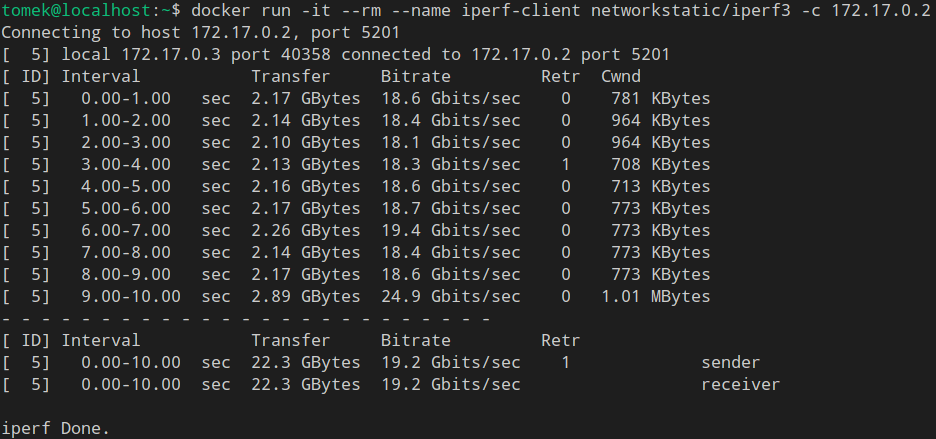 tomek@localhost:~$ docker run -it --rm --name iperf-client networkstatic/iperf3 -c 172.17.0.2
Connecting to host 172.17.0.2, port 5201
[  5] local 172.17.0.3 port 40358 connected to 172.17.0.2 port 5201
[ ID] Interval           Transfer     Bitrate         Retr  Cwnd
[  5]   0.00-1.00   sec  2.17 GBytes  18.6 Gbits/sec    0    781 KBytes
[  5]   1.00-2.00   sec  2.14 GBytes  18.4 Gbits/sec    0    964 KBytes
[  5]   2.00-3.00   sec  2.10 GBytes  18.1 Gbits/sec    0    964 KBytes
[  5]   3.00-4.00   sec  2.13 GBytes  18.3 Gbits/sec    1    708 KBytes
[  5]   4.00-5.00   sec  2.16 GBytes  18.6 Gbits/sec    0    713 KBytes
[  5]   5.00-6.00   sec  2.17 GBytes  18.7 Gbits/sec    0    773 KBytes
[  5]   6.00-7.00   sec  2.26 GBytes  19.4 Gbits/sec    0    773 KBytes
[  5]   7.00-8.00   sec  2.14 GBytes  18.4 Gbits/sec    0    773 KBytes
[  5]   8.00-9.00   sec  2.17 GBytes  18.6 Gbits/sec    0    773 KBytes
[  5]   9.00-10.00  sec  2.89 GBytes  24.9 Gbits/sec    0   1.01 MBytes
- - - - - - - - - - - - - - - - - - - - - - - - -
[ ID] Interval           Transfer     Bitrate         Retr
[  5]   0.00-10.00  sec  22.3 GBytes  19.2 Gbits/sec    1             sender
[  5]   0.00-10.00  sec  22.3 GBytes  19.2 Gbits/sec                  receiver
iperf Done.